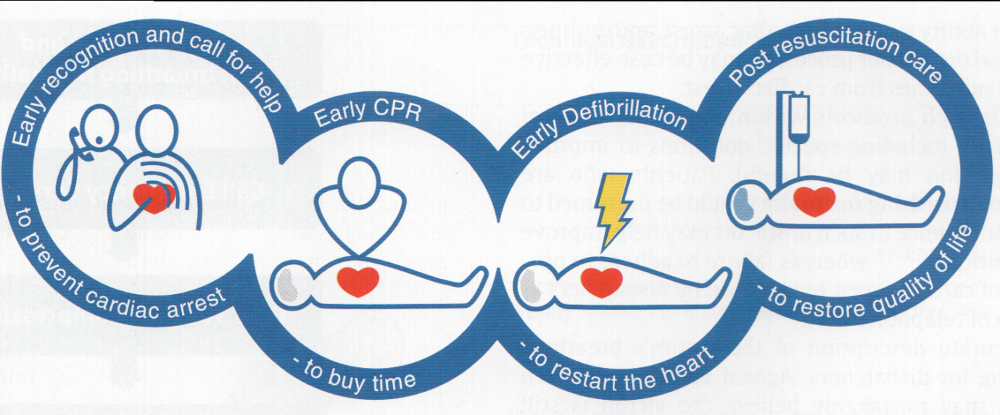 Early recognition and call for help
- to prevent cardiac arrest
Early CPR
- to buy time
Early Defibrillation
- to restart the heart
Post resuscitation care
- to restore quality of life